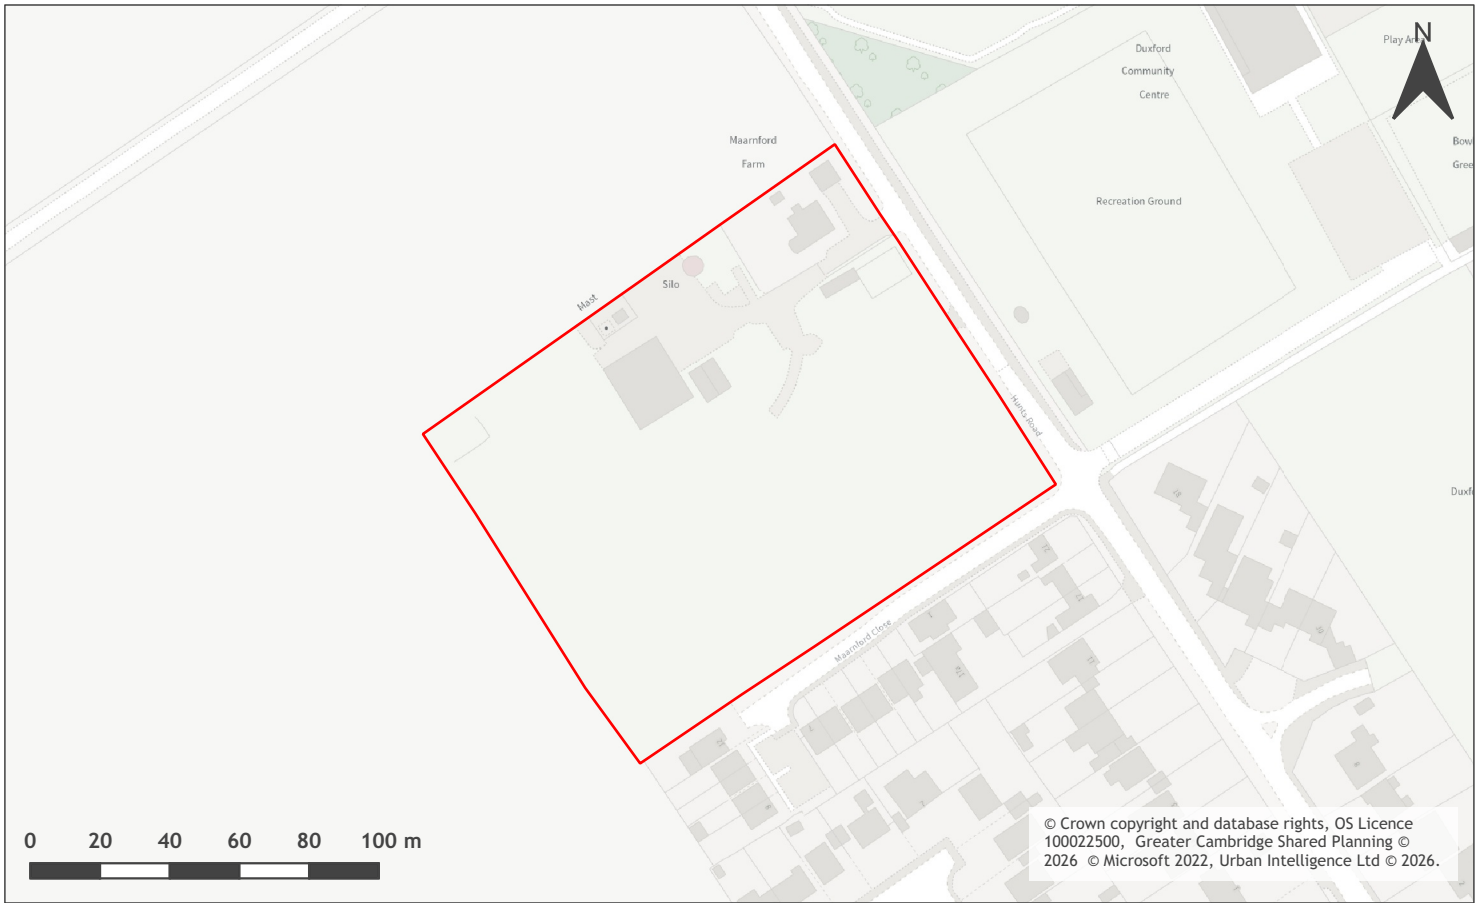 N
Play Area
Duxford
Community
Centre
Maarnford
Farm
Bow
Gree
Recreation Ground
Silo
Mast
Hunts Road
Duxf
Maarnford Close
0 20 40 60 80 100 m
© Crown copyright and database rights, OS Licence
100022500, Greater Cambridge Shared Planning ©
2026 © Microsoft 2022, Urban Intelligence Ltd © 2026.